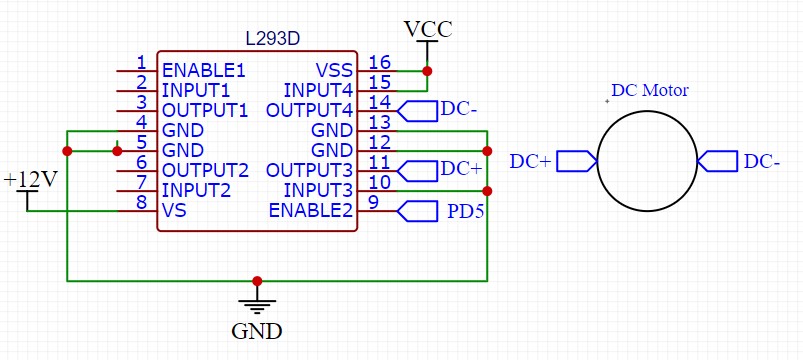 L293D
VCC
1 ENABLE1 VSS 16
2 INPUT1 INPUT4 15
3 OUTPUT1 OUTPUT4 14 DC-
4 GND GND 13
5 GND GND 12
6 OUTPUT2 OUTPUT3 11 DC+
7 INPUT2 INPUT3 10
8 VS ENABLE2 9 PD5
+12V
GND
DC Motor
DC+ DC-